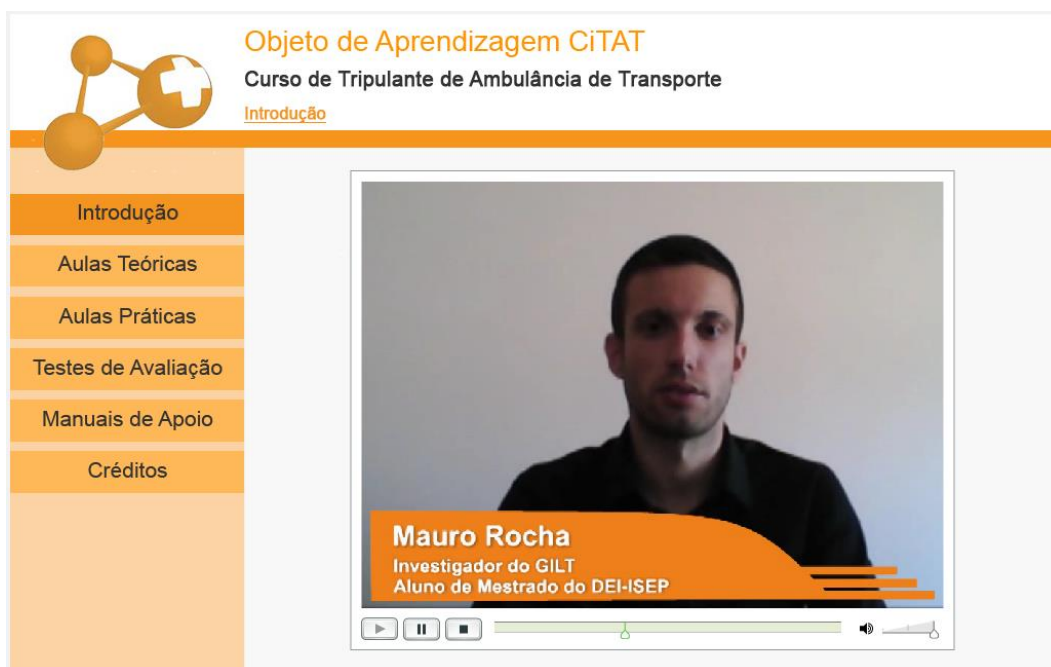 Objeto de Aprendizagem CiTAT
Curso de Tripulante de Ambulância de Transporte
Introdução
Introdução
Aulas Teóricas
Aulas Práticas
Testes de Avaliação
Manuais de Apoio
Créditos
Mauro Rocha
Investigador do GILT
Aluno de Mestrado do DEI-ISEP